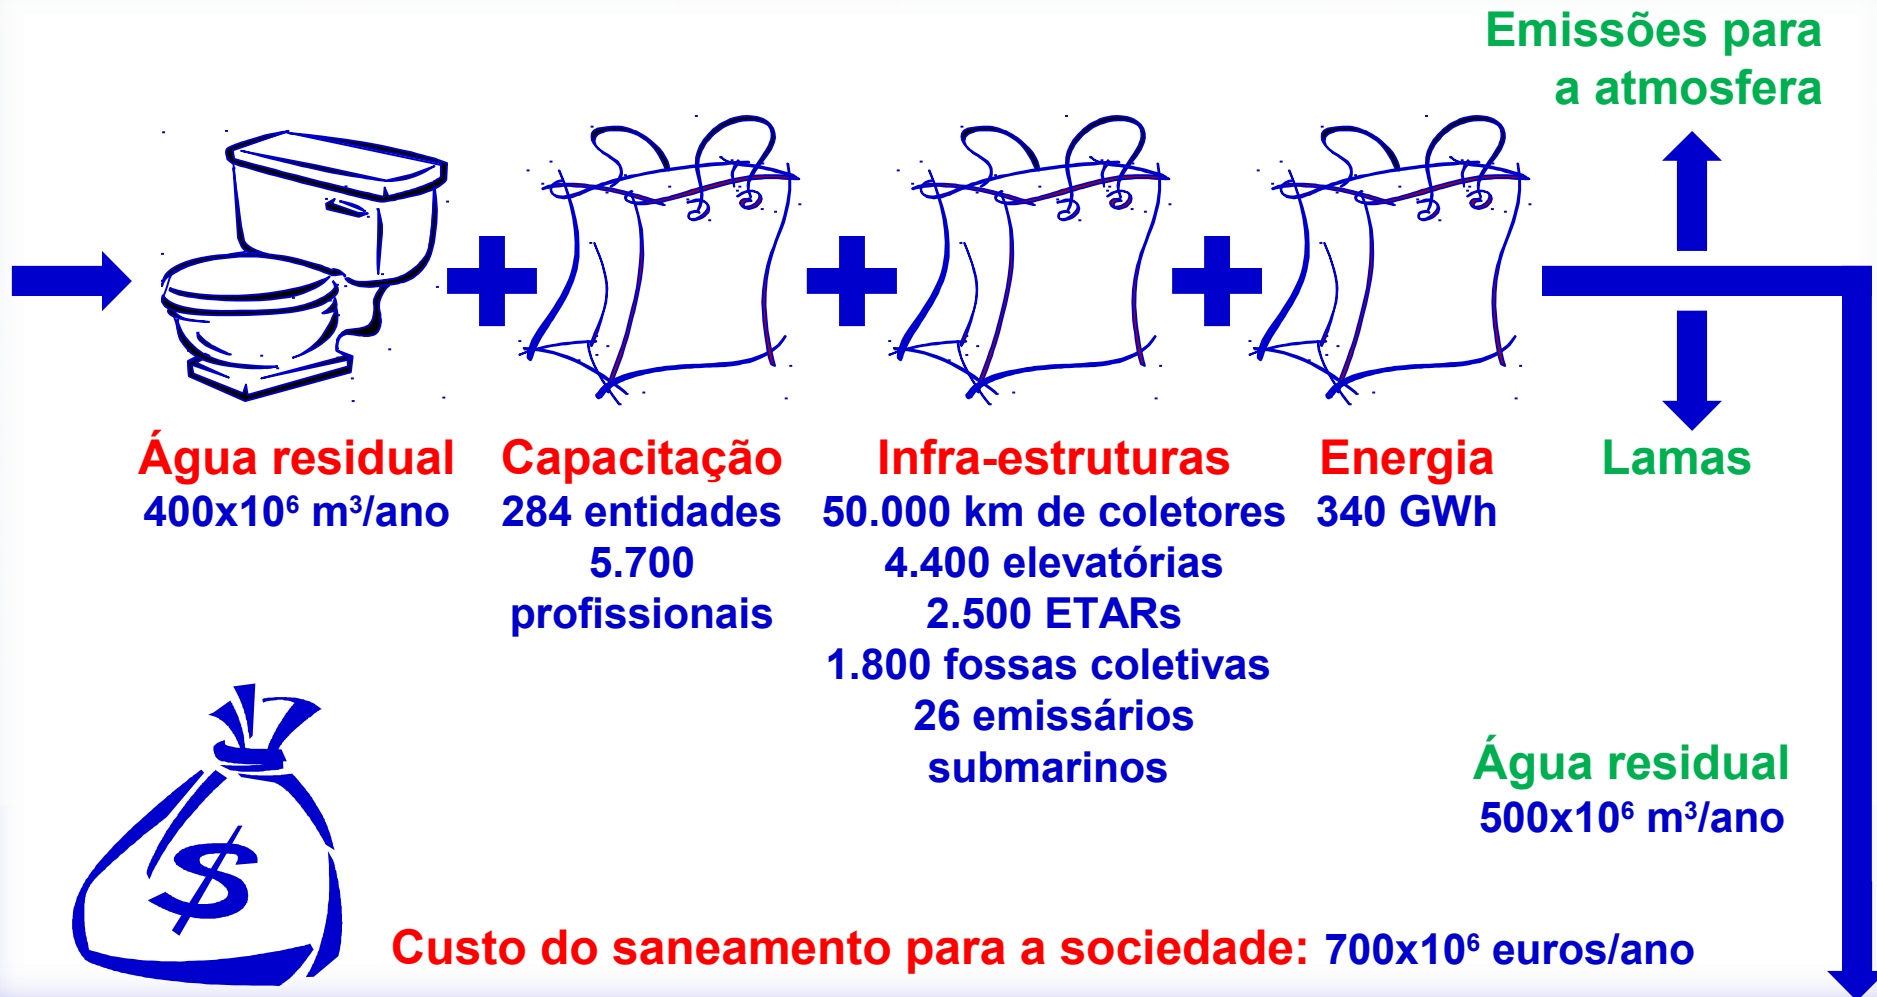 Emissões para
a atmosfera
Água residual
400x10⁶ m³/ano
Capacitação
284 entidades
5.700
profissionais
Infra-estruturas
50.000 km de coletores
4.400 elevatórias
2.500 ETARs
1.800 fossas coletivas
26 emissários
submarinos
Energia
340 GWh
Lamas
Água residual
500x10⁶ m³/ano
$
Custo do saneamento para a sociedade: 700x10⁶ euros/ano